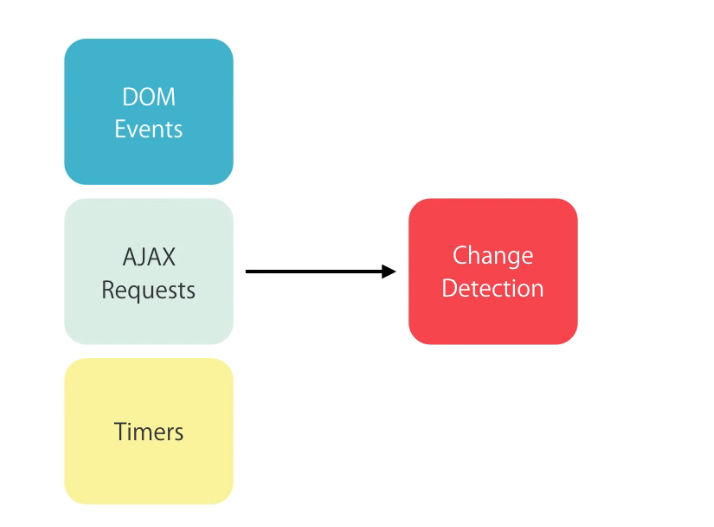 DOM
Events
AJAX
Requests
Change
Detection
Timers